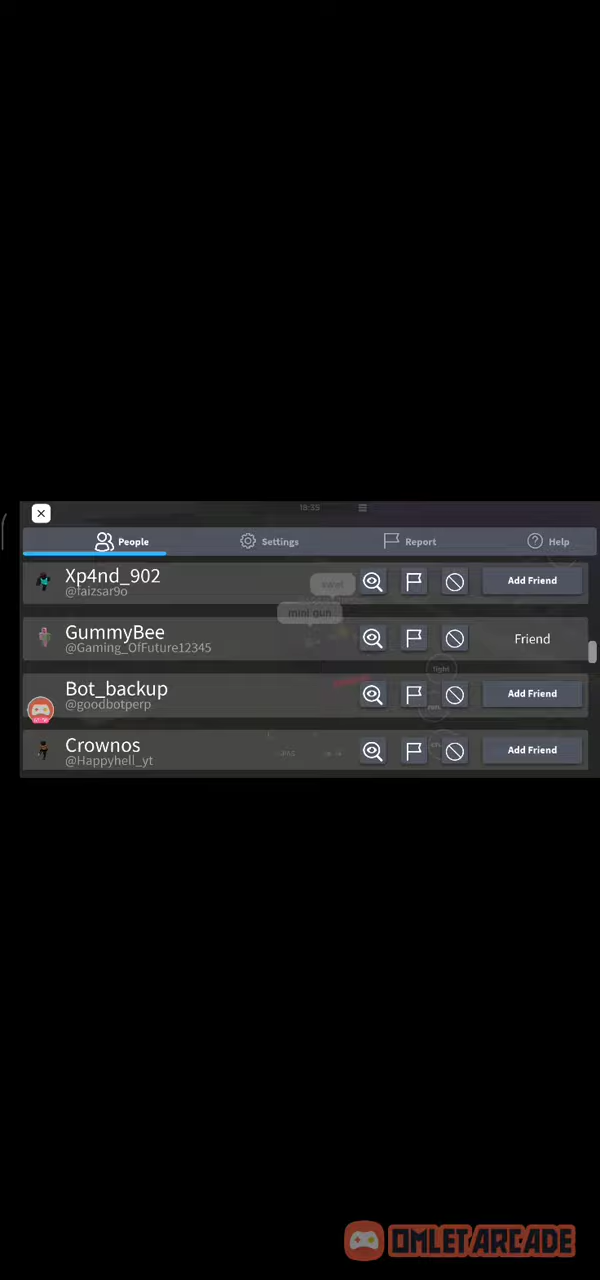 18:35
People
Settings
Report
Help
Xp4nd_902
@faizsar9o
Add Friend
mini gun
GummyBee
@Gaming_OfFuture12345
Friend
light
Bot_backup
@goodbotperp
Add Friend
Crownos
@Happyhell_yt
Add Friend
OMLET ARCADE